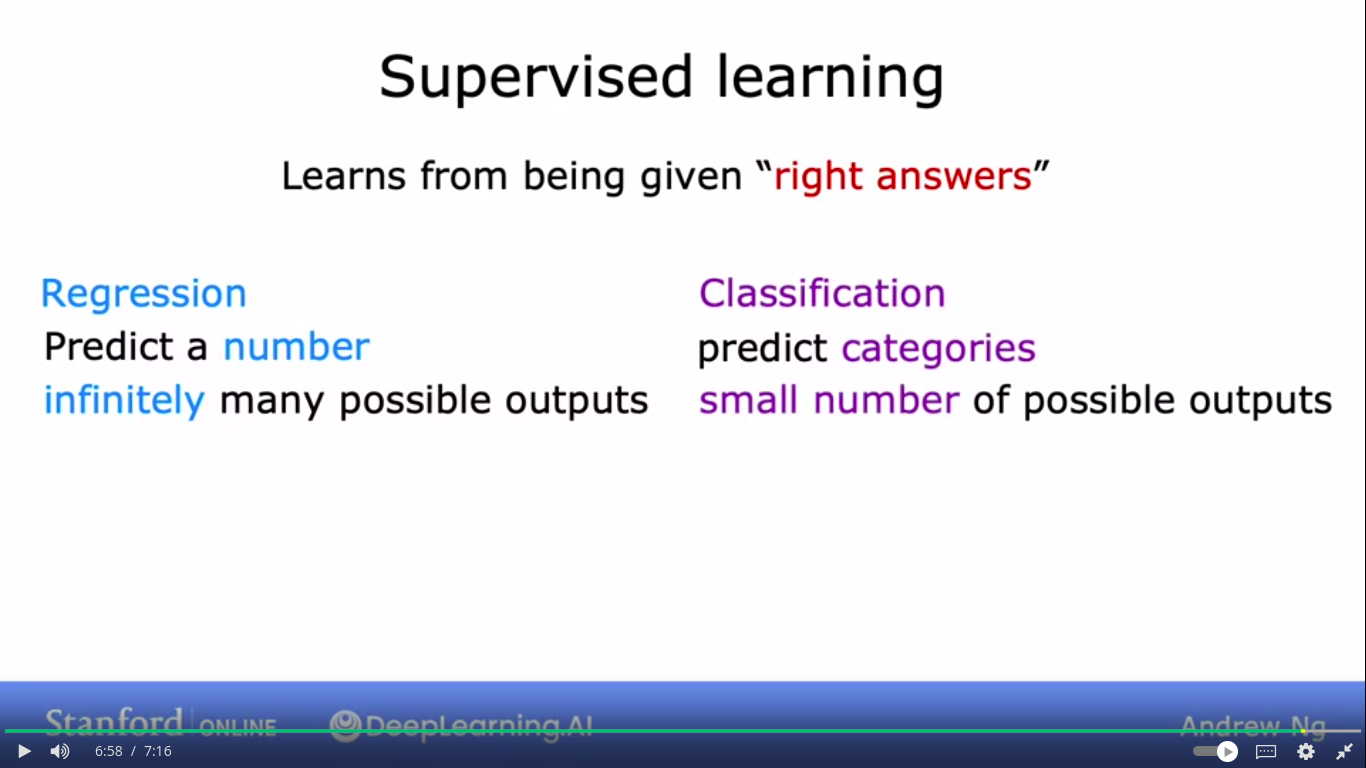 Supervised learning
Learns from being given “right answers”
Regression
Predict a number
infinitely many possible outputs
Classification
predict categories
small number of possible outputs
Stanford | ONLINE
DeepLearning.AI
Andrew Ng
6:58 / 7:16